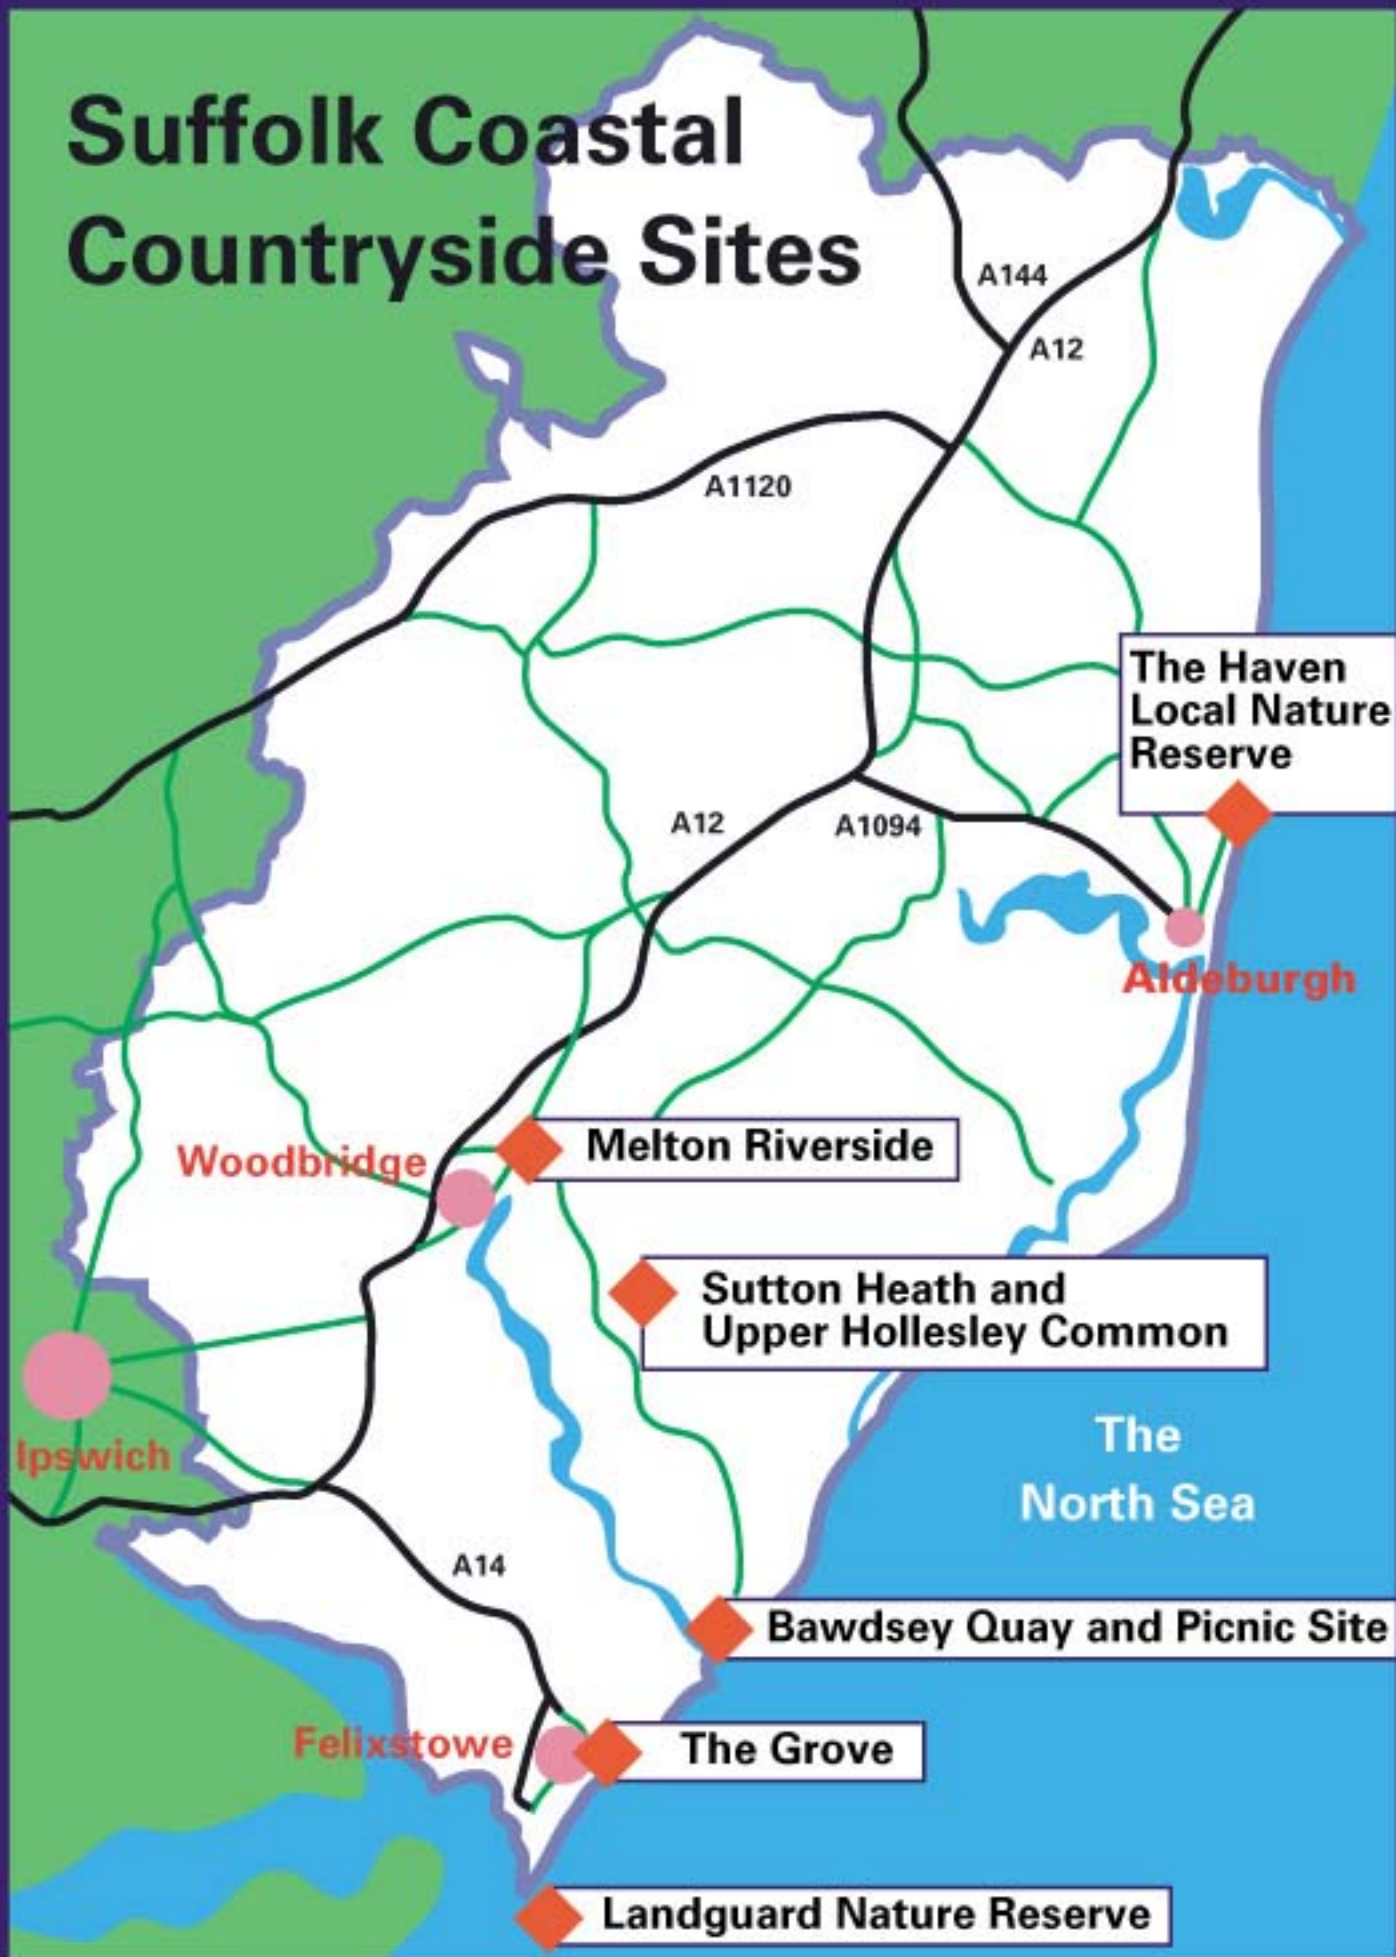 Suffolk Coastal
Countryside Sites
A144
A12
A1120
The Haven
Local Nature
Reserve
A12
A1094
Aldeburgh
Melton Riverside
Woodbridge
Sutton Heath and
Upper Hollesley Common
The
North Sea
Ipswich
A14
Bawdsey Quay and Picnic Site
Felixstowe
The Grove
Landguard Nature Reserve